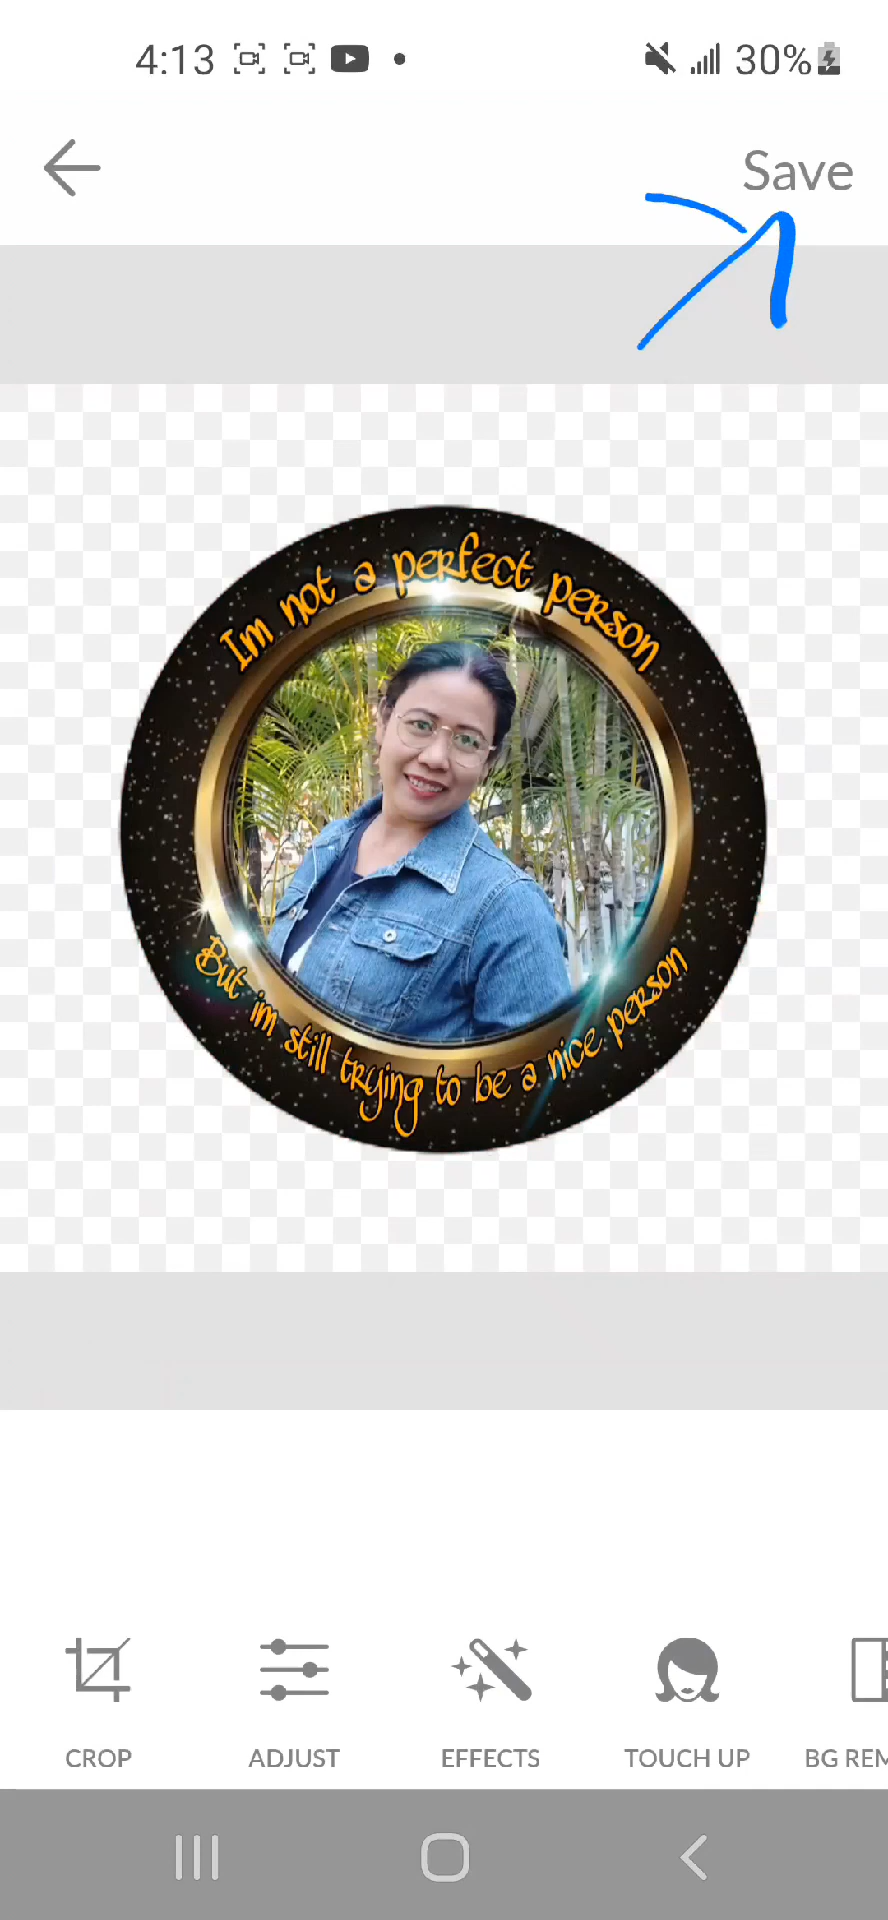 4:13 30%
Save
Im not a perfect person
But im still trying to be a nice person
CROP ADJUST EFFECTS TOUCH UP BG REM